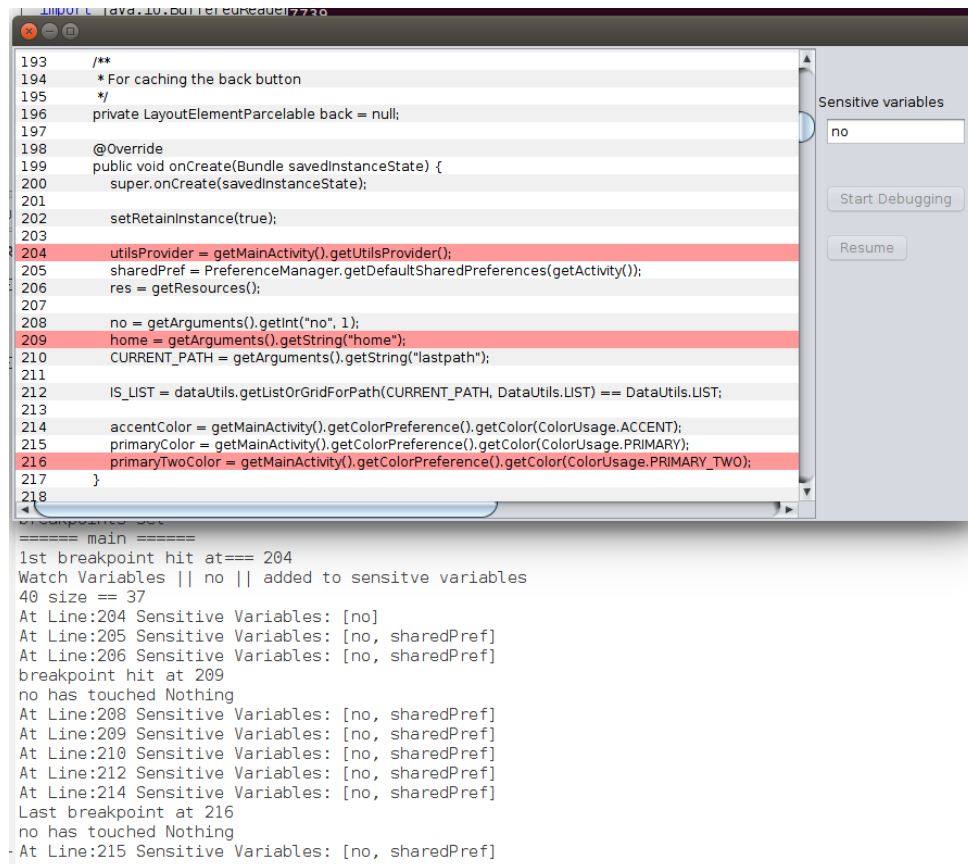 import java.io.BufferedReader
7739
193 /**
194 * For caching the back button
195 */
196 private LayoutElementParcelable back = null;
197
198 @Override
199 public void onCreate(Bundle savedInstanceState) {
200 super.onCreate(savedInstanceState);
201
202 setRetainInstance(true);
203
204 utilsProvider = getMainActivity().getUtilsProvider();
205 sharedPref = PreferenceManager.getDefaultSharedPreferences(getActivity());
206 res = getResources();
207
208 no = getArguments().getInt("no", 1);
209 home = getArguments().getString("home");
210 CURRENT_PATH = getArguments().getString("lastpath");
211
212 IS_LIST = dataUtils.getListOrGridForPath(CURRENT_PATH, DataUtils.LIST) == DataUtils.LIST;
213
214 accentColor = getMainActivity().getColorPreference().getColor(ColorUsage.ACCENT);
215 primaryColor = getMainActivity().getColorPreference().getColor(ColorUsage.PRIMARY);
216 primaryTwoColor = getMainActivity().getColorPreference().getColor(ColorUsage.PRIMARY_TWO);
217 }
218
Sensitive variables
no
Start Debugging
Resume
breakpoints set
====== main ======
1st breakpoint hit at=== 204
Watch Variables || no || added to sensitve variables
40 size == 37
At Line:204 Sensitive Variables: [no]
At Line:205 Sensitive Variables: [no, sharedPref]
At Line:206 Sensitive Variables: [no, sharedPref]
breakpoint hit at 209
no has touched Nothing
At Line:208 Sensitive Variables: [no, sharedPref]
At Line:209 Sensitive Variables: [no, sharedPref]
At Line:210 Sensitive Variables: [no, sharedPref]
At Line:212 Sensitive Variables: [no, sharedPref]
At Line:214 Sensitive Variables: [no, sharedPref]
Last breakpoint at 216
no has touched Nothing
At Line:215 Sensitive Variables: [no, sharedPref]